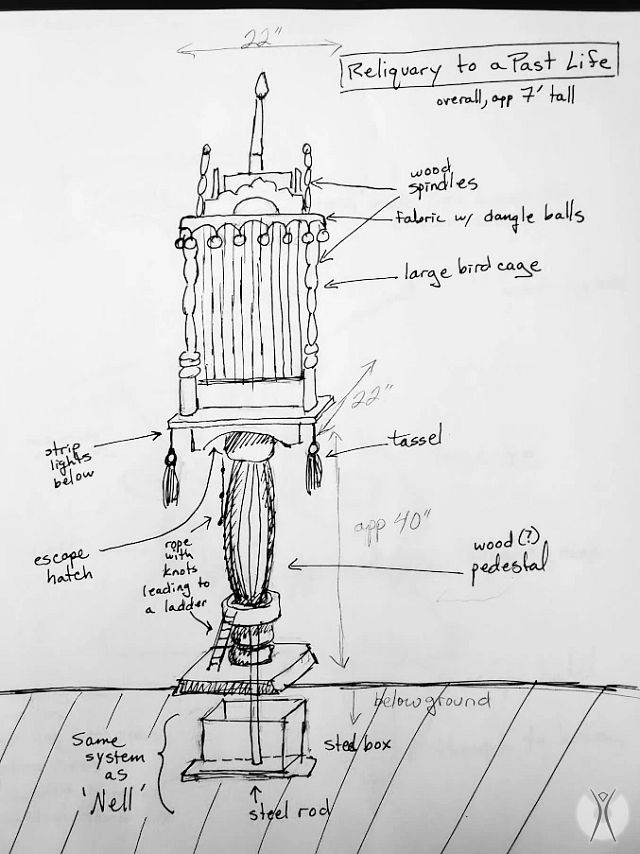 22"
Reliquary to a Past Life
overall, app 7' tall
wood
spindles
fabric w/ dangle balls
large bird cage
22"
strip
lights
below
tassel
app 40"
escape
hatch
rope
with
knots
leading to
a ladder
wood (?)
pedestal
below ground
Same
system
as
'Nell'
steel box
steel rod